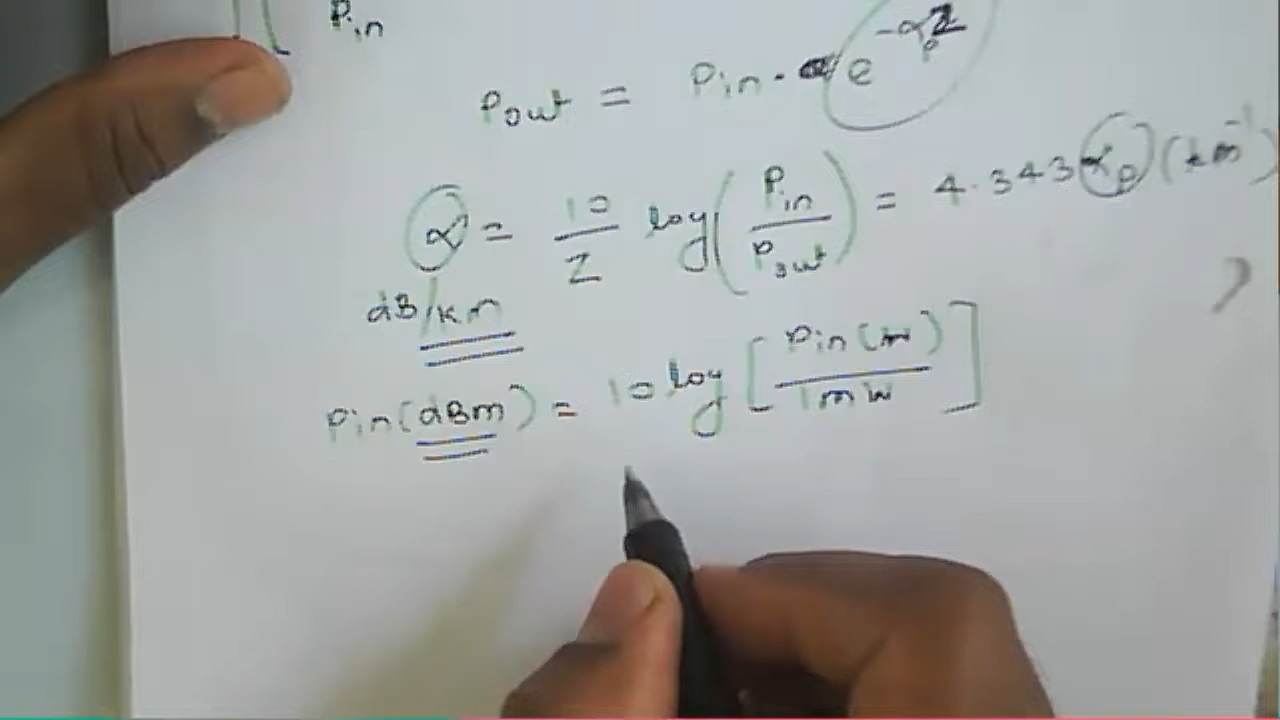 Pin
Pout = Pin · e^-αpz
α = 10/z log(Pin/Pout) = 4.343 αp (km^-1)
dB/km
Pin(dBm) = 10 log [Pin(w)/1mw]